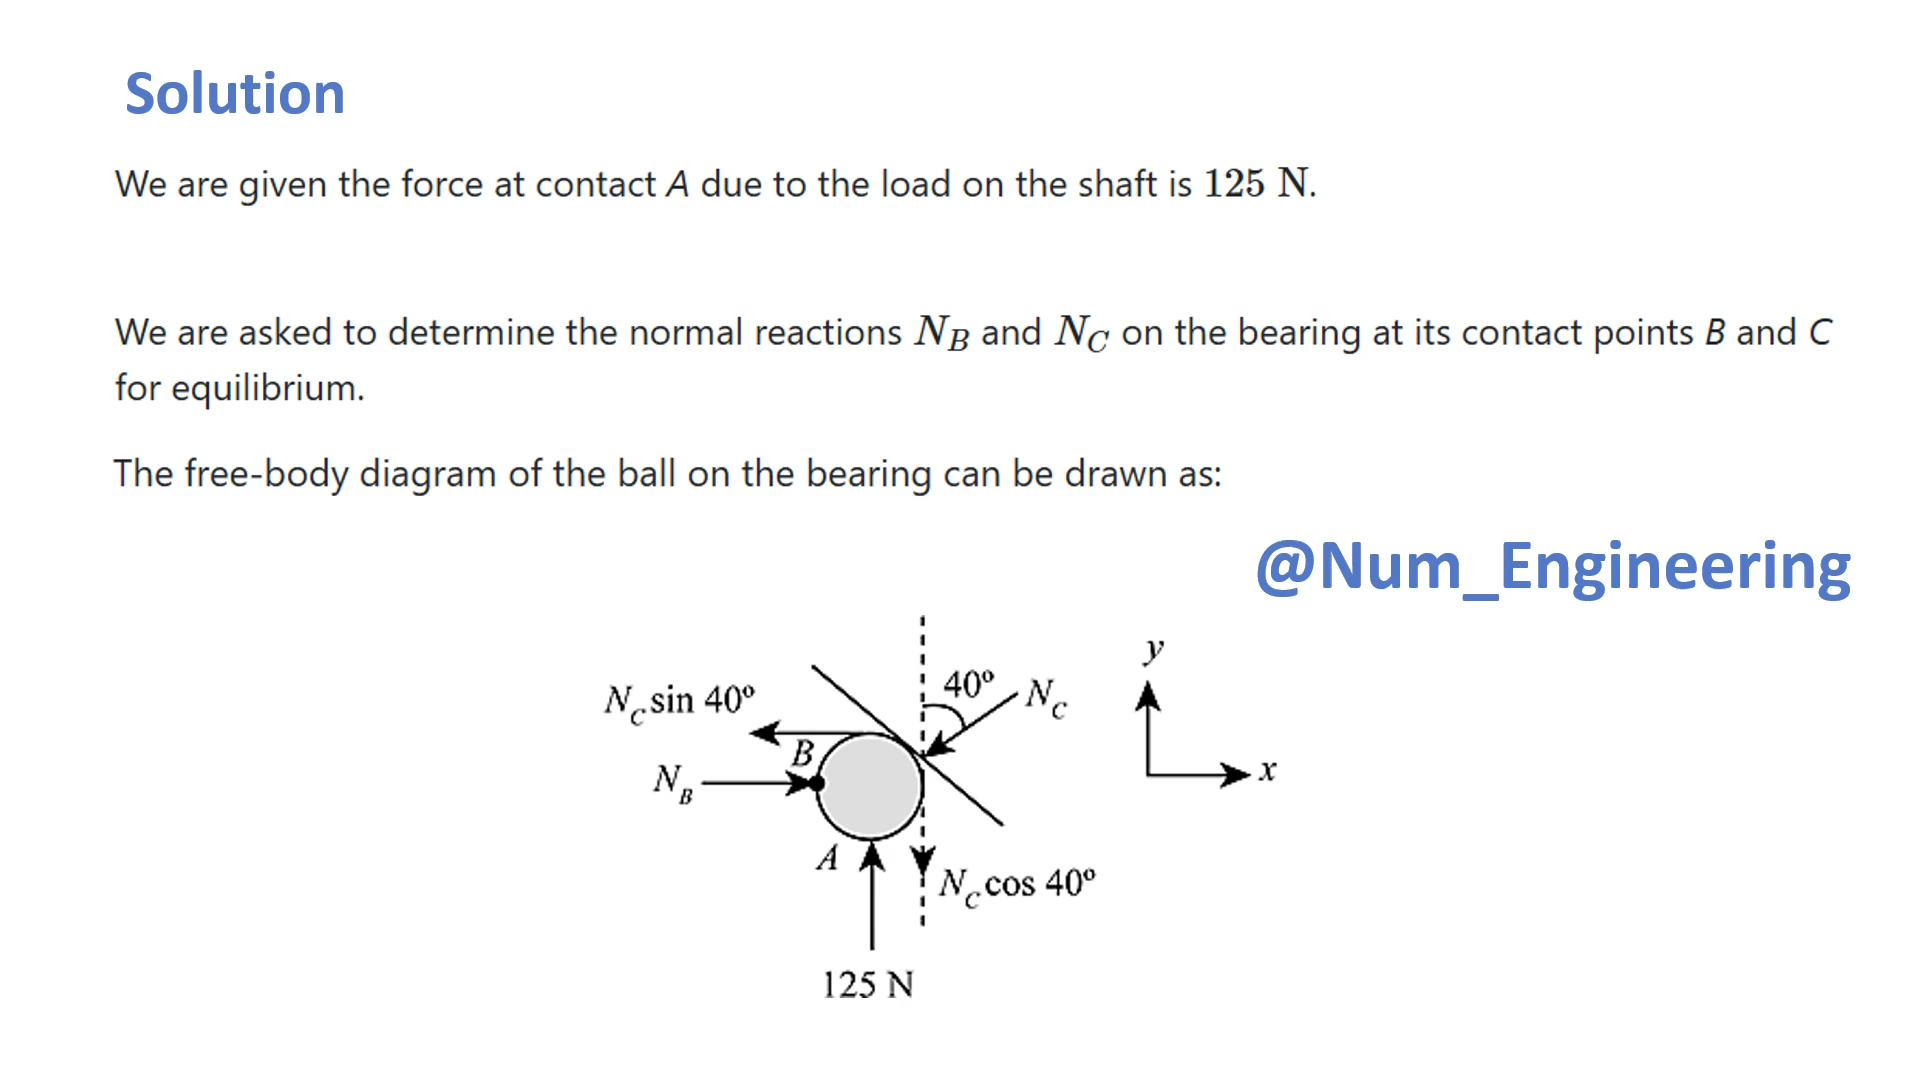 Solution
We are given the force at contact A due to the load on the shaft is 125 N.
We are asked to determine the normal reactions N_B and N_C on the bearing at its contact points B and C
for equilibrium.
The free-body diagram of the ball on the bearing can be drawn as:
@Num_Engineering
y
40° N_C
N_C sin 40°
B
N_B
x
A
N_C cos 40°
125 N